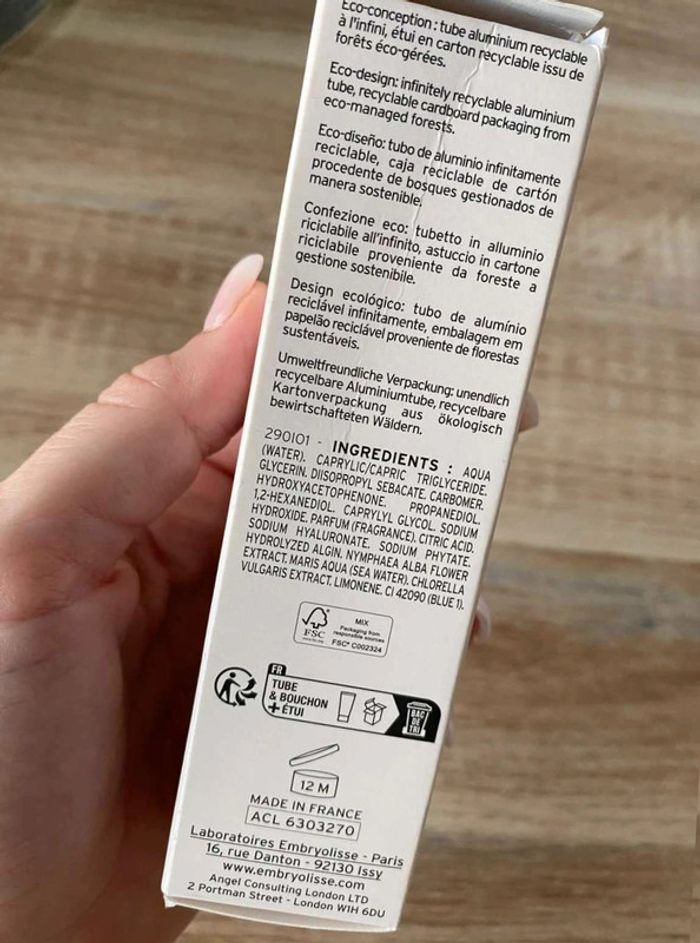 Eco-conception : tube aluminium recyclable
à l'infini, étui en carton recyclable issu de
forêts éco-gérées.
Eco-design: infinitely recyclable aluminium
tube, recyclable cardboard packaging from
eco-managed forests.
Eco-diseño: tubo de aluminio infinitamente
reciclable, caja reciclable de cartón
procedente de bosques gestionados de
manera sostenible.
Confezione eco: tubetto in alluminio
riciclabile all'infinito, astuccio in cartone
riciclabile proveniente da foreste a
gestione sostenibile.
Design ecológico: tubo de alumínio
reciclável infinitamente, embalagem em
papelão reciclável proveniente de florestas
sustentáveis.
Umweltfreundliche Verpackung: unendlich
recycelbare Aluminiumtube, recycelbare
Kartonverpackung aus ökologisch
bewirtschafteten Wäldern.
290101 - INGREDIENTS : AQUA
(WATER). CAPRYLIC/CAPRIC TRIGLYCERIDE.
GLYCERIN. DIISOPROPYL SEBACATE. CARBOMER.
HYDROXYACETOPHENONE. PROPANEDIOL.
1,2-HEXANEDIOL. CAPRYLYL GLYCOL. SODIUM
HYDROXIDE. PARFUM (FRAGRANCE). CITRIC ACID.
SODIUM HYALURONATE. SODIUM PHYTATE.
HYDROLYZED ALGIN. NYMPHAEA ALBA FLOWER
EXTRACT. MARIS AQUA (SEA WATER). CHLORELLA
VULGARIS EXTRACT. LIMONENE. CI 42090 (BLUE 1).
MIX
Packaging from
responsible sources
FSC
FSC® C002324
FR
TUBE
& BOUCHON
+ ÉTUI
BAC
DE
TRI
12 M
MADE IN FRANCE
ACL 6303270
Laboratoires Embryolisse - Paris
16, rue Danton - 92130 Issy
www.embryolisse.com
Angel Consulting London LTD
2 Portman Street - London W1H 6DU